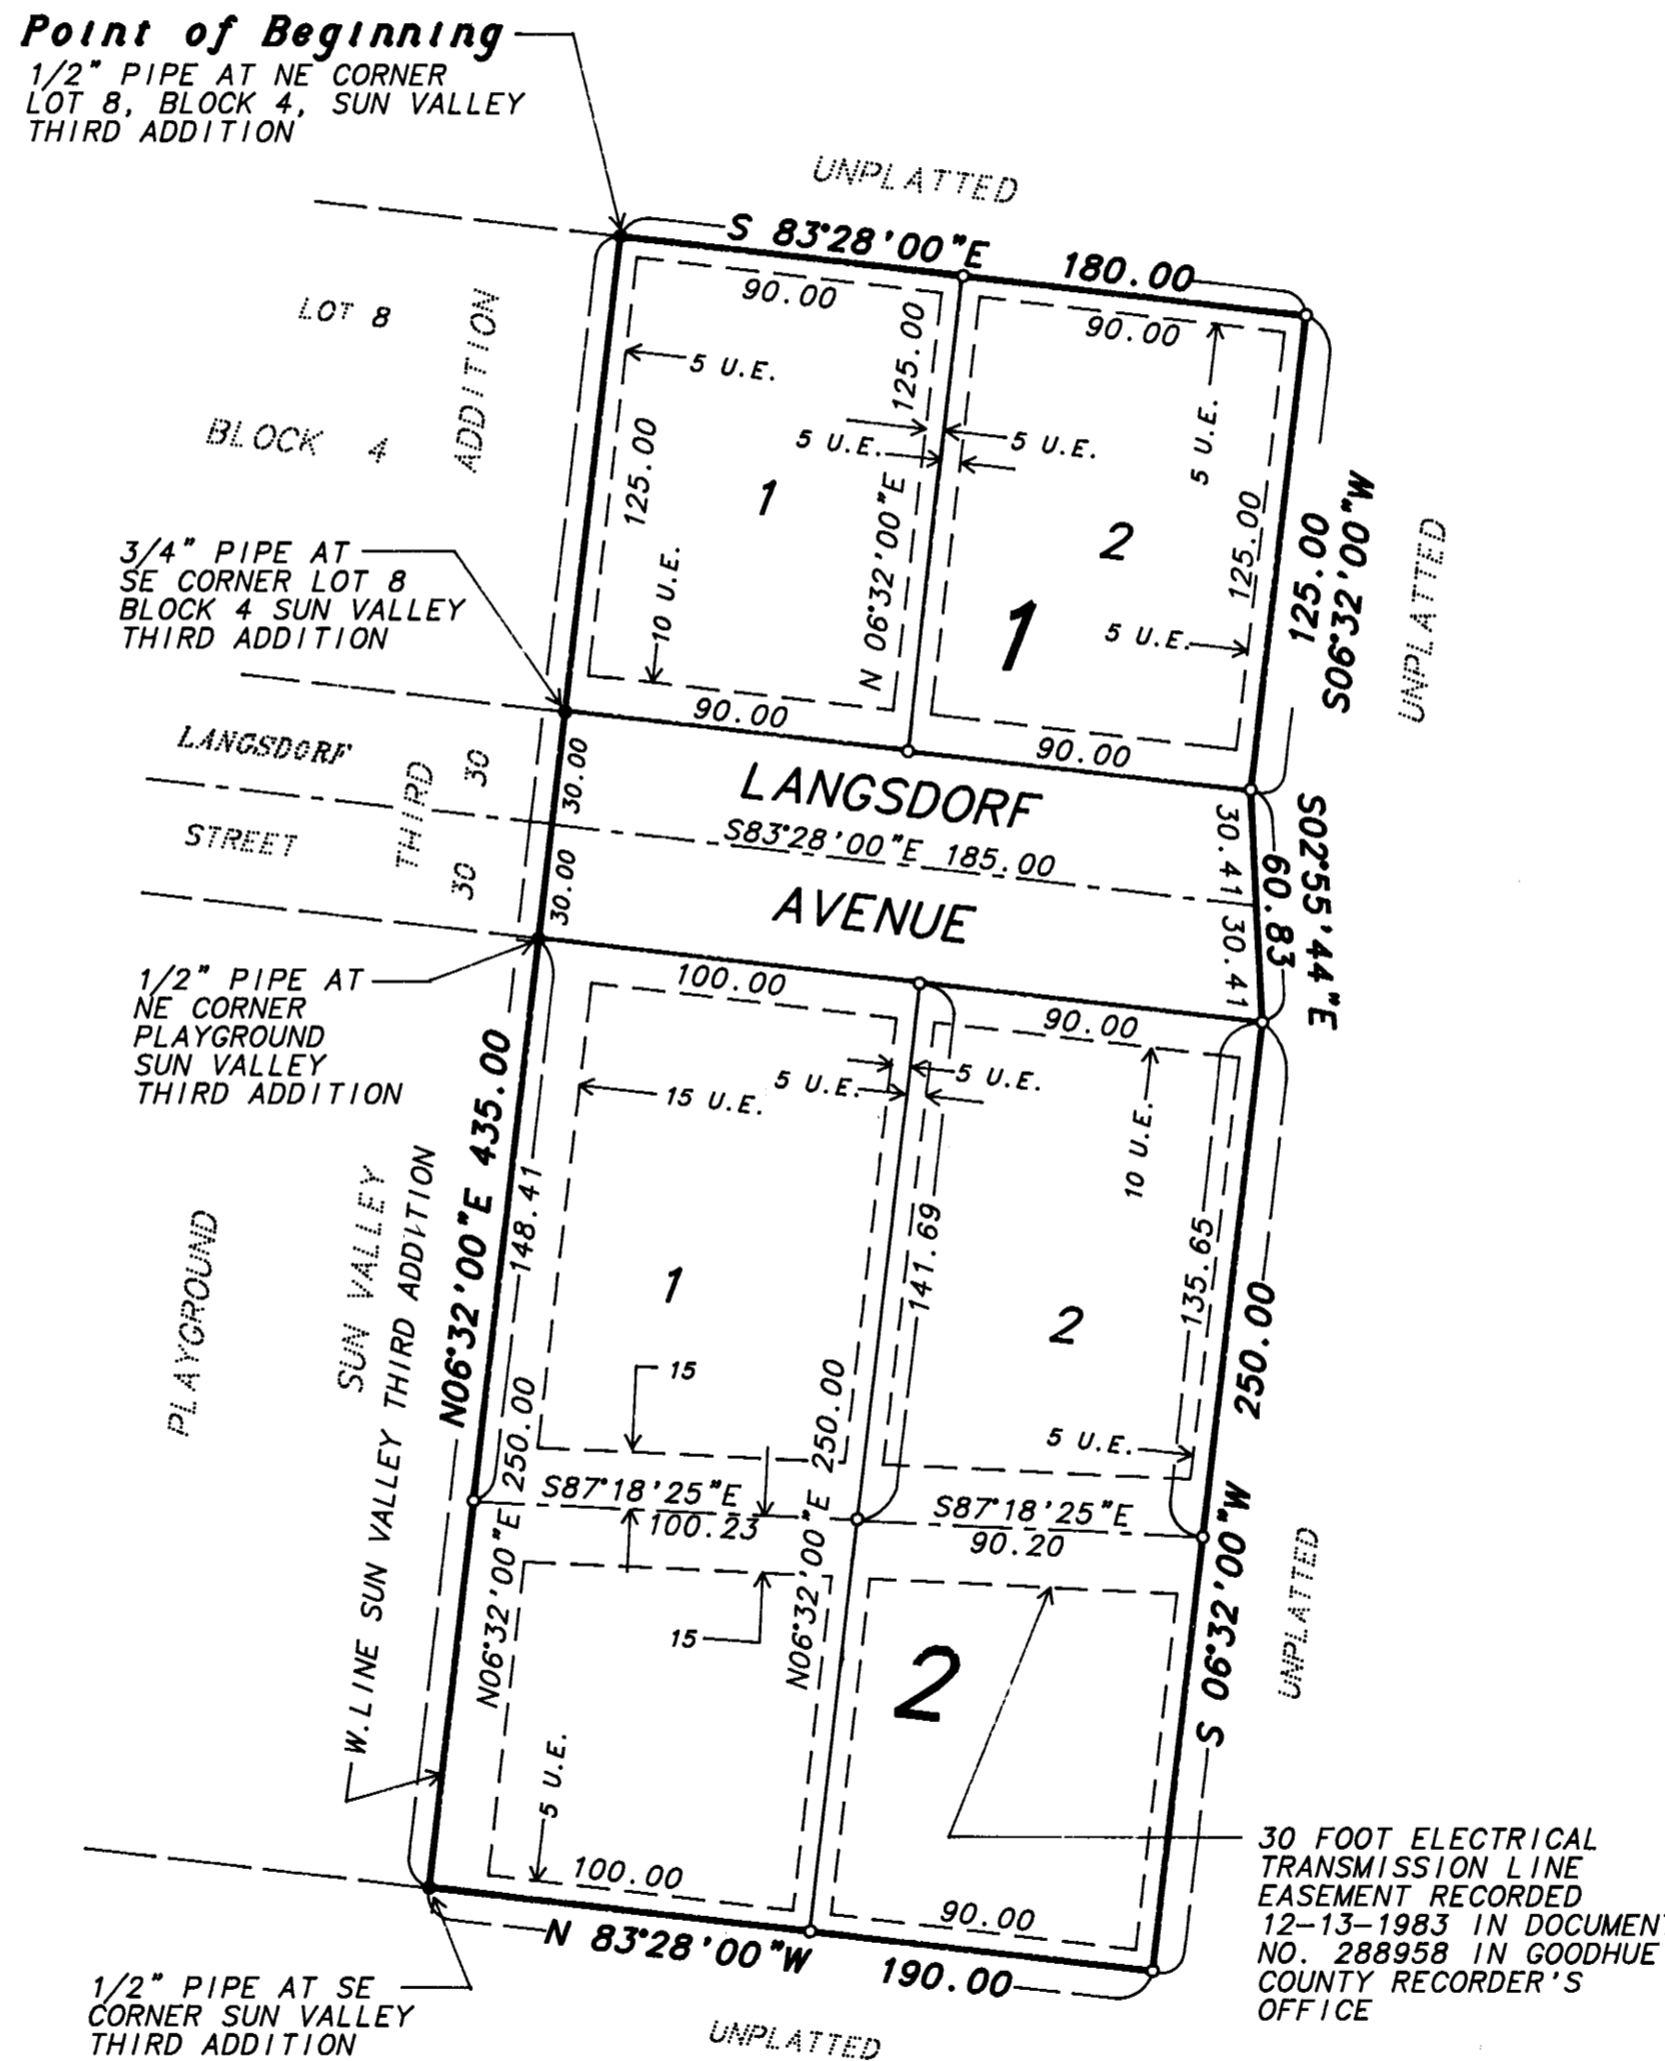 Point of Beginning
1/2" PIPE AT NE CORNER
LOT 8, BLOCK 4, SUN VALLEY
THIRD ADDITION
UNPLATTED
S 83°28'00"E
180.00
90.00
90.00
LOT 8
BLOCK 4
ADDITION
5 U.E.
125.00
5 U.E.
5 U.E.
5 U.E.
125.00
1
10 U.E.
N 06°32'00"E
2
125.00
5 U.E.
1
125.00
S06°32'00"W
UNPLATTED
3/4" PIPE AT
SE CORNER LOT 8
BLOCK 4 SUN VALLEY
THIRD ADDITION
90.00
90.00
LANGSDORF
STREET
THIRD
30
30
30.00
30.00
LANGSDORF
S83°28'00"E 185.00
AVENUE
30.41
30.41
60.83
S02°55'44"E
1/2" PIPE AT
NE CORNER
PLAYGROUND
SUN VALLEY
THIRD ADDITION
100.00
90.00
15 U.E.
5 U.E.
5 U.E.
10 U.E.
N06°32'00"E 435.00
148.41
141.69
135.65
250.00
PLAYGROUND
SUN VALLEY
W.LINE SUN VALLEY THIRD ADDITION
1
2
15
5 U.E.
250.00
250.00
S87°18'25"E
100.23
S87°18'25"E
90.20
N06°32'00"E
N06°32'00"E
15
2
S 06°32'00"W
UNPLATTED
5 U.E.
100.00
90.00
N 83°28'00"W
190.00
30 FOOT ELECTRICAL
TRANSMISSION LINE
EASEMENT RECORDED
12-13-1983 IN DOCUMENT
NO. 288958 IN GOODHUE
COUNTY RECORDER'S
OFFICE
1/2" PIPE AT SE
CORNER SUN VALLEY
THIRD ADDITION
UNPLATTED